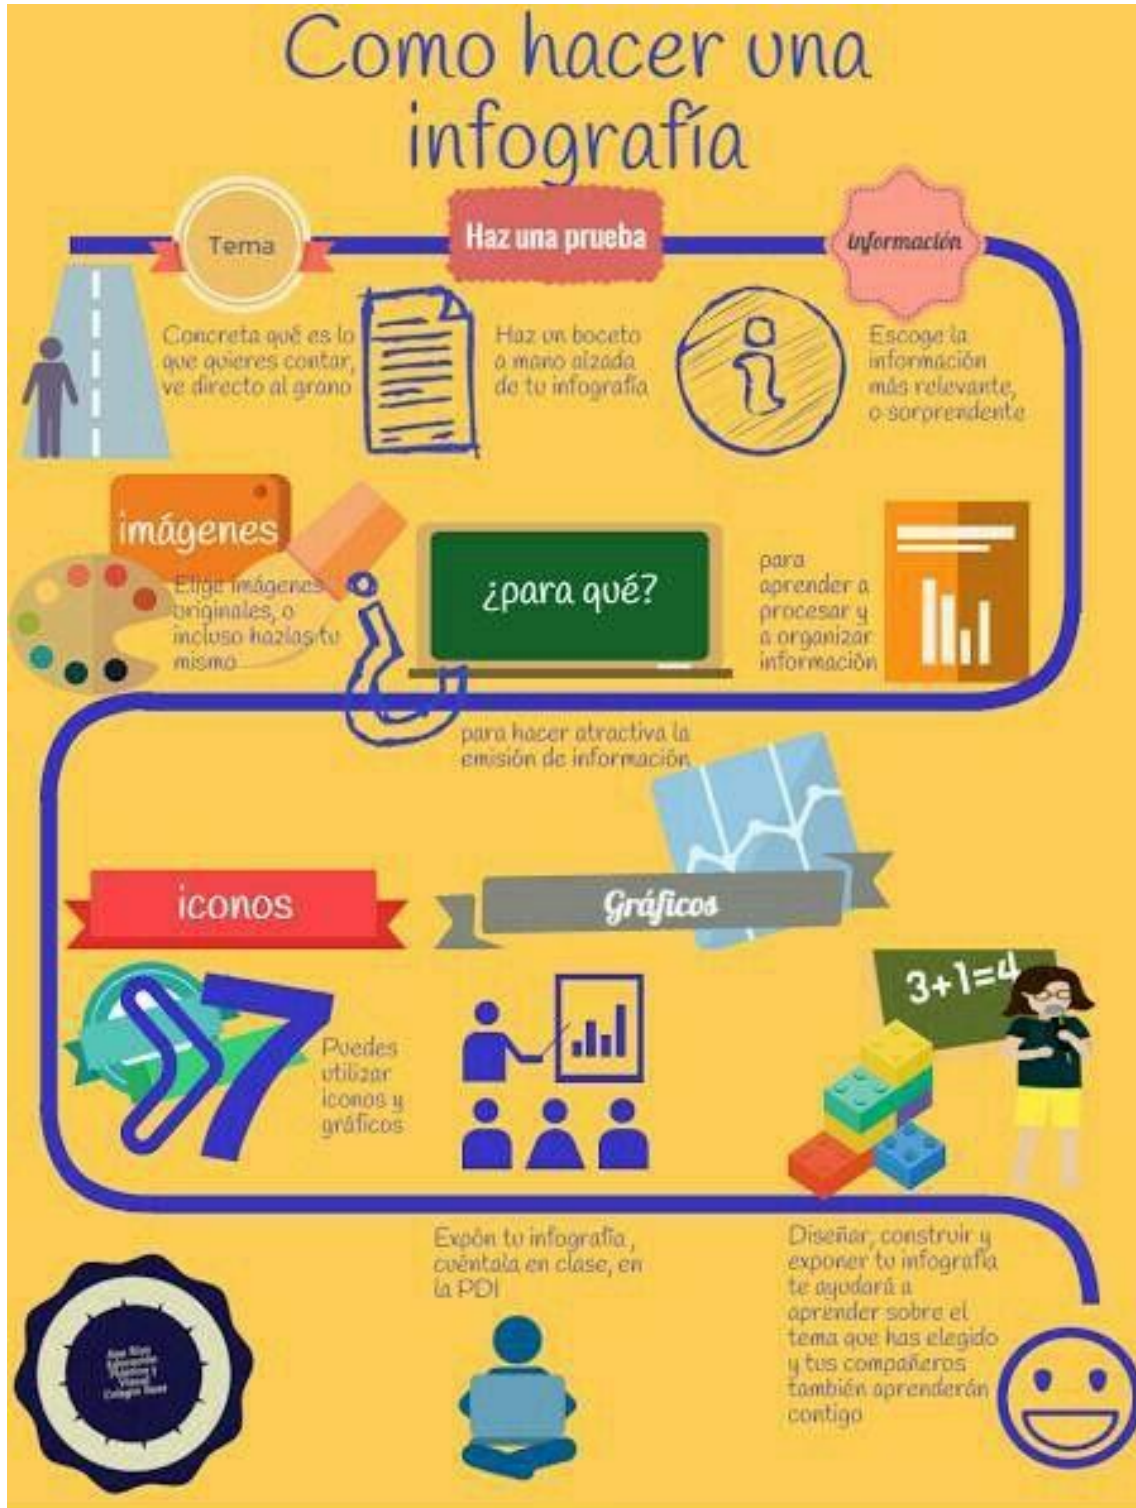 Como hacer una
infografía
Tema
Haz una prueba
información
Concreta qué es lo
que quieres contar,
ve directo al grano
Haz un boceto
a mano alzada
de tu infografía
Escoge la
información
más relevante,
o sorprendente
imágenes
Elige imágenes
originales, o
incluso hazlas tu
mismo
¿para qué?
para
aprender a
procesar y
a organizar
información
para hacer atractiva la
emisión de información
iconos
Gráficos
Puedes
utilizar
iconos y
gráficos
3+1=4
Expón tu infografía,
cuéntala en clase, en
la PDI
Diseñar, construir y
exponer tu infografía
te ayudará a
aprender sobre el
tema que has elegido
y tus compañeros
también aprenderán
contigo
Educación
Plástica y
Visual
Colegio